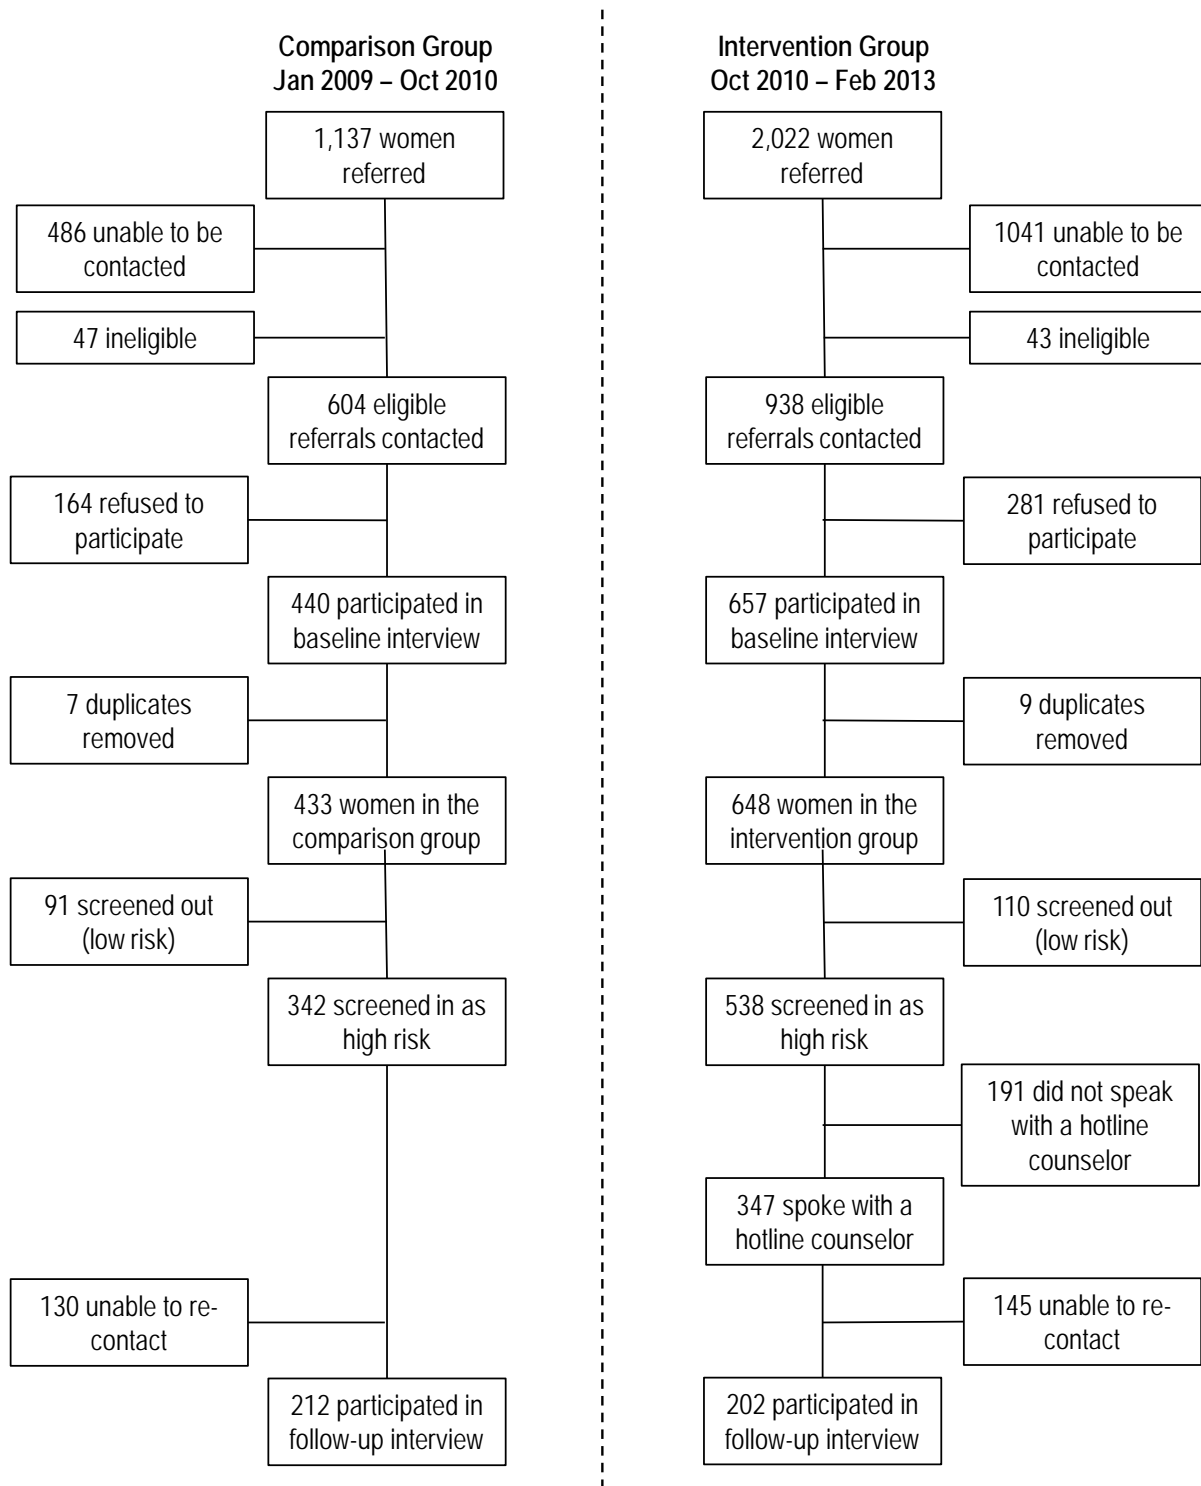 Comparison Group
Jan 2009 – Oct 2010
1,137 women
referred
486 unable to be
contacted
47 ineligible
604 eligible
referrals contacted
164 refused to
participate
440 participated in
baseline interview
7 duplicates
removed
433 women in the
comparison group
91 screened out
(low risk)
342 screened in as
high risk
130 unable to re-
contact
212 participated in
follow-up interview
Intervention Group
Oct 2010 – Feb 2013
2,022 women
referred
1041 unable to be
contacted
43 ineligible
938 eligible
referrals contacted
281 refused to
participate
657 participated in
baseline interview
9 duplicates
removed
648 women in the
intervention group
110 screened out
(low risk)
538 screened in as
high risk
191 did not speak
with a hotline
counselor
347 spoke with a
hotline counselor
145 unable to re-
contact
202 participated in
follow-up interview